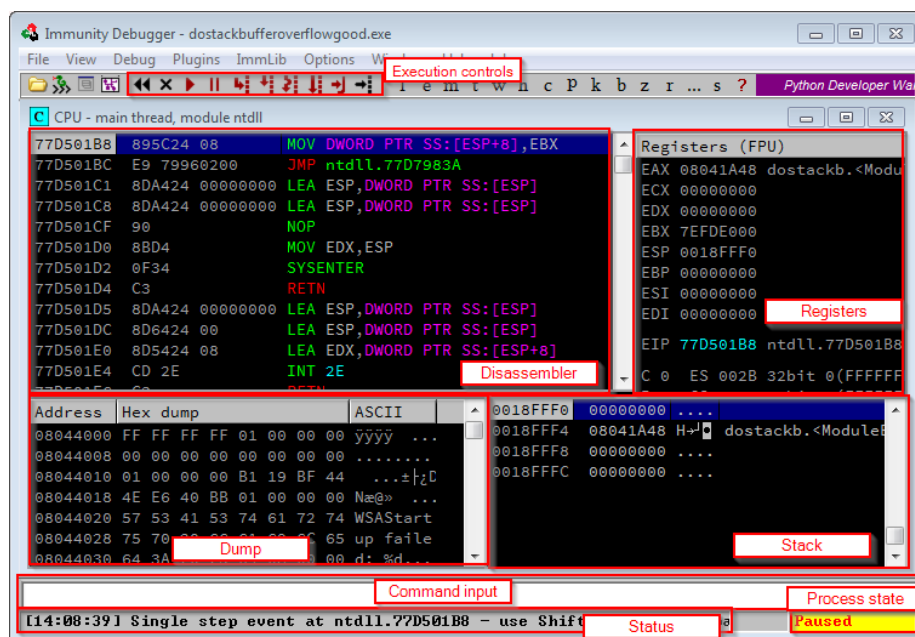 Immunity Debugger - dostackbufferoverflowgood.exe
File View Debug Plugins ImmLib Options
Execution controls
l e m t w h c p k b z r ... s ? Python Developer Wa
C CPU - main thread, module ntdll
77D501B8 895C24 08 MOV DWORD PTR SS:[ESP+8],EBX
77D501BC E9 79960200 JMP ntdll.77D7983A
77D501C1 8DA424 00000000 LEA ESP,DWORD PTR SS:[ESP]
77D501C8 8DA424 00000000 LEA ESP,DWORD PTR SS:[ESP]
77D501CF 90 NOP
77D501D0 8BD4 MOV EDX,ESP
77D501D2 0F34 SYSENTER
77D501D4 C3 RETN
77D501D5 8DA424 00000000 LEA ESP,DWORD PTR SS:[ESP]
77D501DC 8D6424 00 LEA ESP,DWORD PTR SS:[ESP]
77D501E0 8D5424 08 LEA EDX,DWORD PTR SS:[ESP+8]
77D501E4 CD 2E INT 2E
Disassembler
Registers (FPU)
EAX 08041A48 dostackb.<Modu
ECX 00000000
EDX 00000000
EBX 7EFDE000
ESP 0018FFF0
EBP 00000000
ESI 00000000
EDI 00000000
Registers
EIP 77D501B8 ntdll.77D501B8
C 0 ES 002B 32bit 0(FFFFFF
Address Hex dump ASCII
08044000 FF FF FF FF 01 00 00 00 ÿÿÿÿ ...
08044008 00 00 00 00 00 00 00 00 ........
08044010 01 00 00 00 B1 19 BF 44 ...±├¿D
08044018 4E E6 40 BB 01 00 00 00 Næ@» ...
08044020 57 53 41 53 74 61 72 74 WSAStart
08044028 75 70 65 up faile
08044030 64 3A 00 d: %d...
Dump
0018FFF0 00000000 ....
0018FFF4 08041A48 H→┘◘ dostackb.<ModuleE
0018FFF8 00000000 ....
0018FFFC 00000000 ....
Stack
Command input
Process state
[14:08:39] Single step event at ntdll.77D501B8 - use Shift
Status
Paused